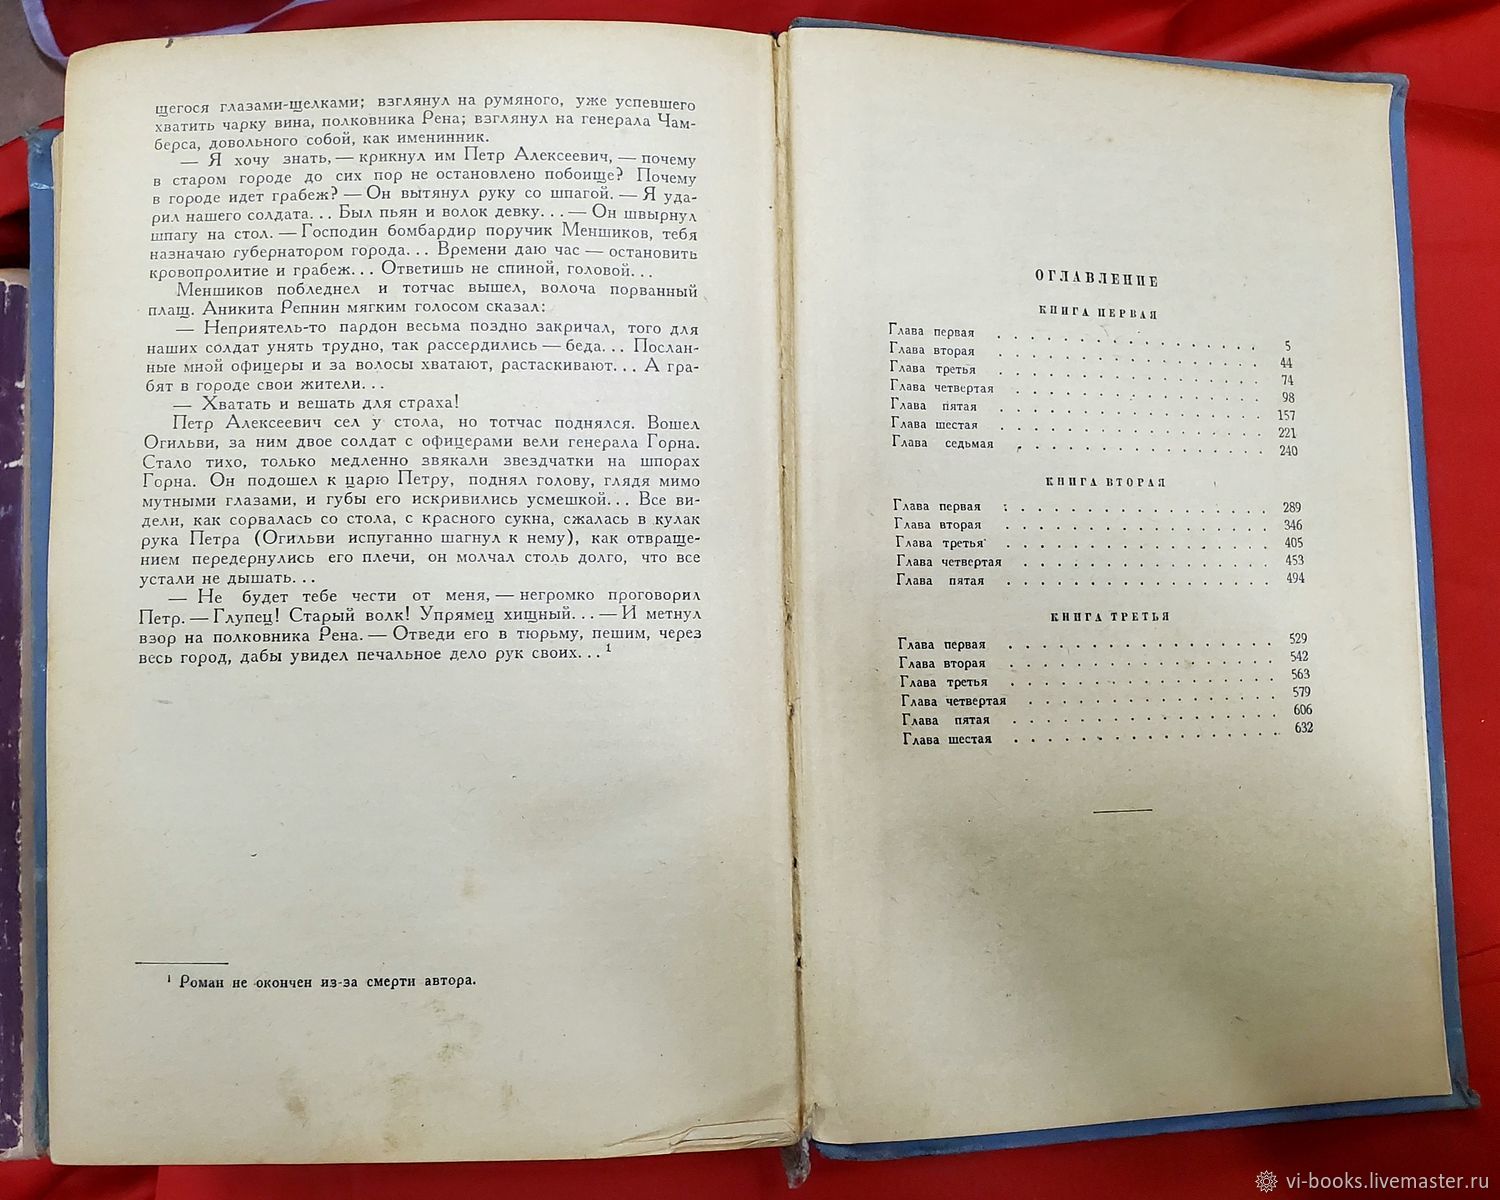 щегося глазами-щелками; взглянул на румяного, уже успевшего
хватить чарку вина, полковника Рена; взглянул на генерала Чам-
берса, довольного собой, как именинник.
— Я хочу знать, — крикнул им Петр Алексеевич, — почему
в старом городе до сих пор не остановлено побоище? Почему
в городе идет грабеж? — Он вытянул руку со шпагой. — Я уда-
рил нашего солдата... Был пьян и волок девку... — Он швырнул
шпагу на стол. — Господин бомбардир поручик Меншиков, тебя
назначаю губернатором города... Времени даю час — остановить
кровопролитие и грабеж... Ответишь не спиной, головой...
Меншиков побледнел и тотчас вышел, волоча порванный
плащ. Аникита Репнин мягким голосом сказал:
— Неприятель-то пардон весьма поздно закричал, того для
наших солдат унять трудно, так рассердились — беда... Послан-
ные мной офицеры и за волосы хватают, растаскивают... А гра-
бят в городе свои жители...
— Хватать и вешать для страха!
Петр Алексеевич сел у стола, но тотчас поднялся. Вошел
Огильви, за ним двое солдат с офицерами вели генерала Горна.
Стало тихо, только медленно звякали звездчатки на шпорах
Горна. Он подошел к царю Петру, поднял голову, глядя мимо
мутными глазами, и губы его искривились усмешкой... Все ви-
дели, как сорвалась со стола, с красного сукна, сжалась в кулак
рука Петра (Огильви испуганно шагнул к нему), как отвраще-
нием передернулись его плечи, он молчал столь долго, что все
устали не дышать...
— Не будет тебе чести от меня, — негромко проговорил
Петр. — Глупец! Старый волк! Упрямец хищный... — И метнул
взор на полковника Рена. — Отведи его в тюрьму, пешим, через
весь город, дабы увидел печальное дело рук своих...¹
¹ Роман не окончен из-за смерти автора.
ОГЛАВЛЕНИЕ
КНИГА ПЕРВАЯ
Глава первая . . . . . . . . . . . . . . . 5
Глава вторая . . . . . . . . . . . . . . . 44
Глава третья . . . . . . . . . . . . . . . 74
Глава четвертая . . . . . . . . . . . . . . 98
Глава пятая . . . . . . . . . . . . . . . 157
Глава шестая . . . . . . . . . . . . . . . 221
Глава седьмая . . . . . . . . . . . . . . 240
КНИГА ВТОРАЯ
Глава первая . . . . . . . . . . . . . . . 289
Глава вторая . . . . . . . . . . . . . . . 346
Глава третья . . . . . . . . . . . . . . . 405
Глава четвертая . . . . . . . . . . . . . . 453
Глава пятая . . . . . . . . . . . . . . . 494
КНИГА ТРЕТЬЯ
Глава первая . . . . . . . . . . . . . . . 529
Глава вторая . . . . . . . . . . . . . . . 542
Глава третья . . . . . . . . . . . . . . . 563
Глава четвертая . . . . . . . . . . . . . . 579
Глава пятая . . . . . . . . . . . . . . . 606
Глава шестая . . . . . . . . . . . . . . . 632
vi-books.livemaster.ru